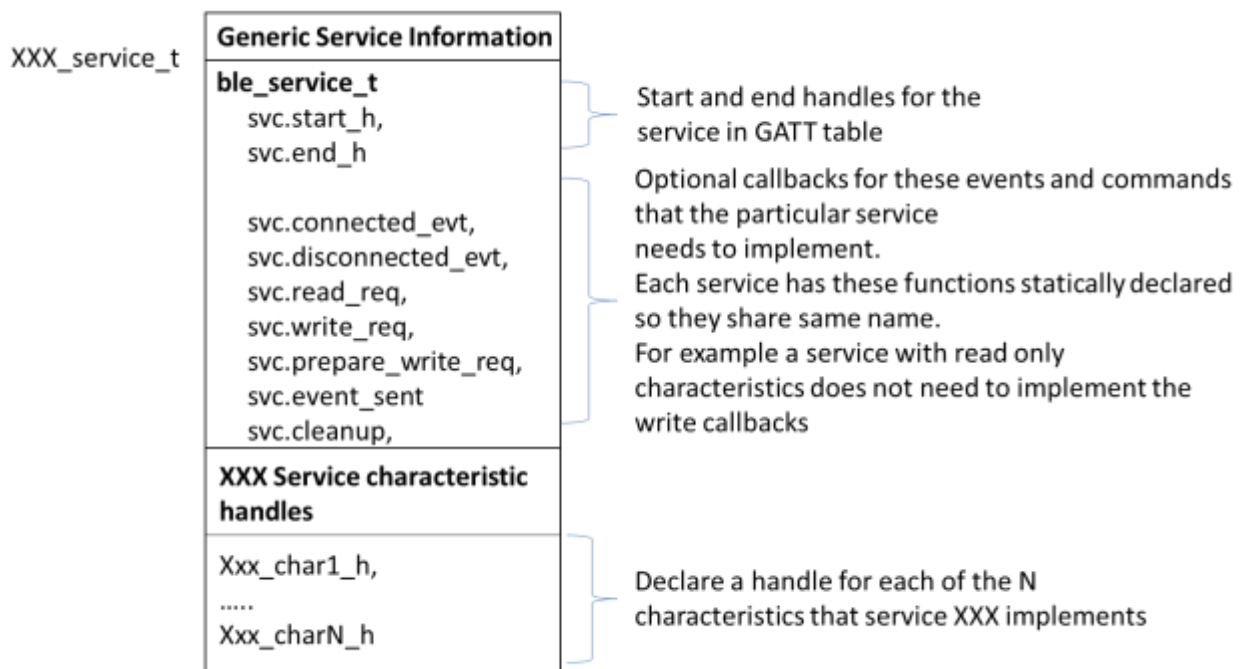 XXX_service_t
Generic Service Information
ble_service_t
svc.start_h,
svc.end_h
Start and end handles for the
service in GATT table
svc.connected_evt,
svc.disconnected_evt,
svc.read_req,
svc.write_req,
svc.prepare_write_req,
svc.event_sent
svc.cleanup,
Optional callbacks for these events and commands
that the particular service
needs to implement.
Each service has these functions statically declared
so they share same name.
For example a service with read only
characteristics does not need to implement the
write callbacks
XXX Service characteristic
handles
Xxx_char1_h,
.....
Xxx_charN_h
Declare a handle for each of the N
characteristics that service XXX implements